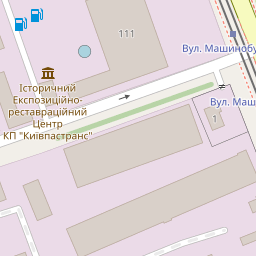 111
Вул. Машинобу
Історичний
Експозиційно-
реставраційний
Центр
КП "Київпастранс"
Вул. Маш
1